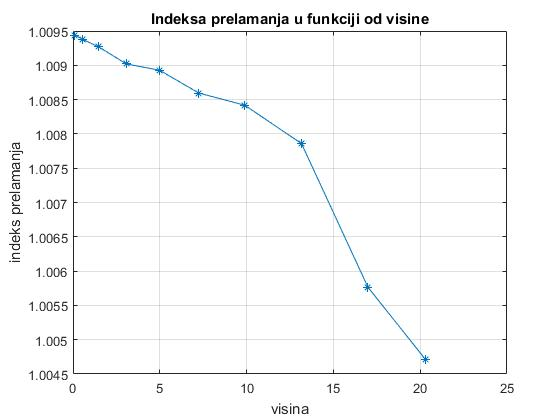 Indeksa prelamanja u funkciji od visine
1.0095
1.009
1.0085
1.008
1.0075
1.007
1.0065
1.006
1.0055
1.005
1.0045
indeks prelamanja
0 5 10 15 20 25
visina